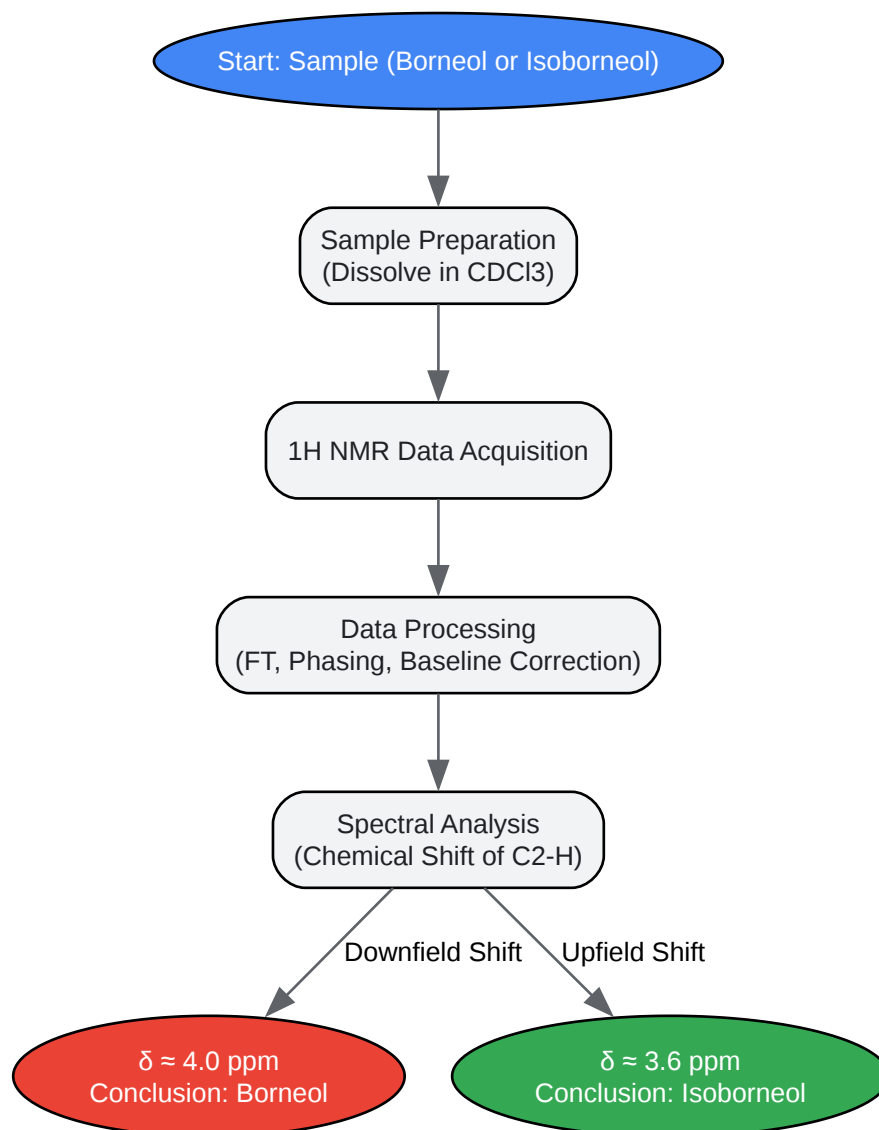 Start: Sample (Borneol or Isoborneol)
Sample Preparation
(Dissolve in CDCl3)
1H NMR Data Acquisition
Data Processing
(FT, Phasing, Baseline Correction)
Spectral Analysis
(Chemical Shift of C2-H)
Downfield Shift
Upfield Shift
δ ≈ 4.0 ppm
Conclusion: Borneol
δ ≈ 3.6 ppm
Conclusion: Isoborneol